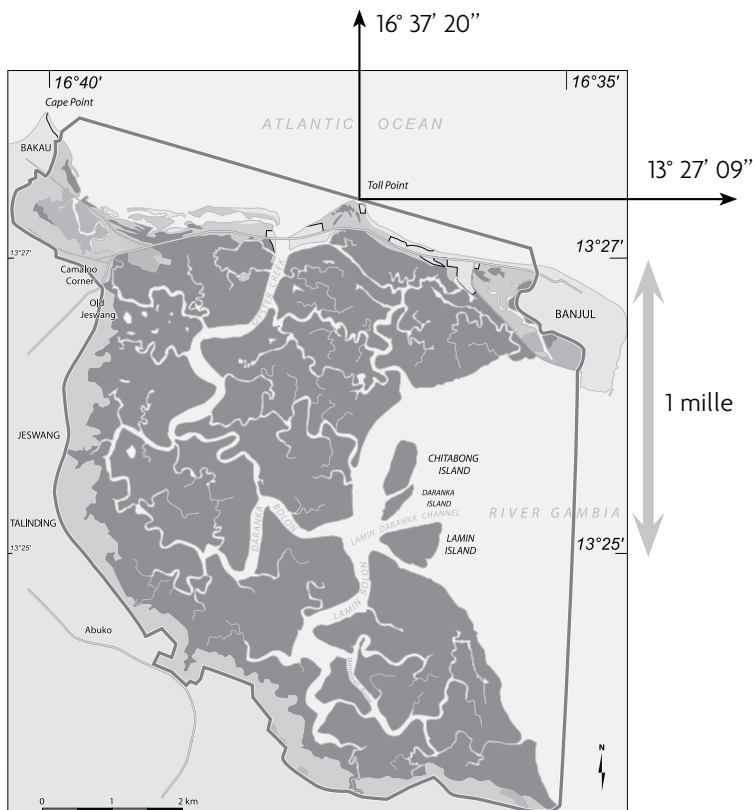 16° 37' 20’’
16°40'
16°35'
Cape Point
ATLANTIC OCEAN
BAKAU
13° 27’ 09’’
Toll Point
13°27'
13°27'
Camaloo
Corner
OYSTER CREEK
Old
Jeswang
BANJUL
1 mille
JESWANG
CHITABONG
ISLAND
DARANKA
ISLAND
TALINDING
DARANKA
BOLON
LAMIN DARANKA CHANNEL
RIVER GAMBIA
LAMIN
ISLAND
13°25'
13°25'
LAMIN BOLON
Abuko
N
0 1 2 km